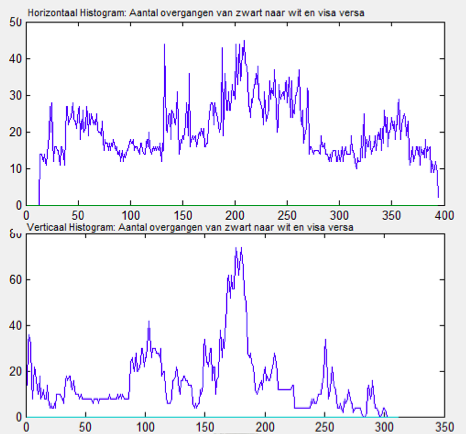 Horizontaal Histogram: Aantal overgangen van zwart naar wit en visa versa
50
40
30
20
10
0
0 50 100 150 200 250 300 350 400
Verticaal Histogram: Aantal overgangen van zwart naar wit en visa versa
80
60
40
20
0
0 50 100 150 200 250 300 350